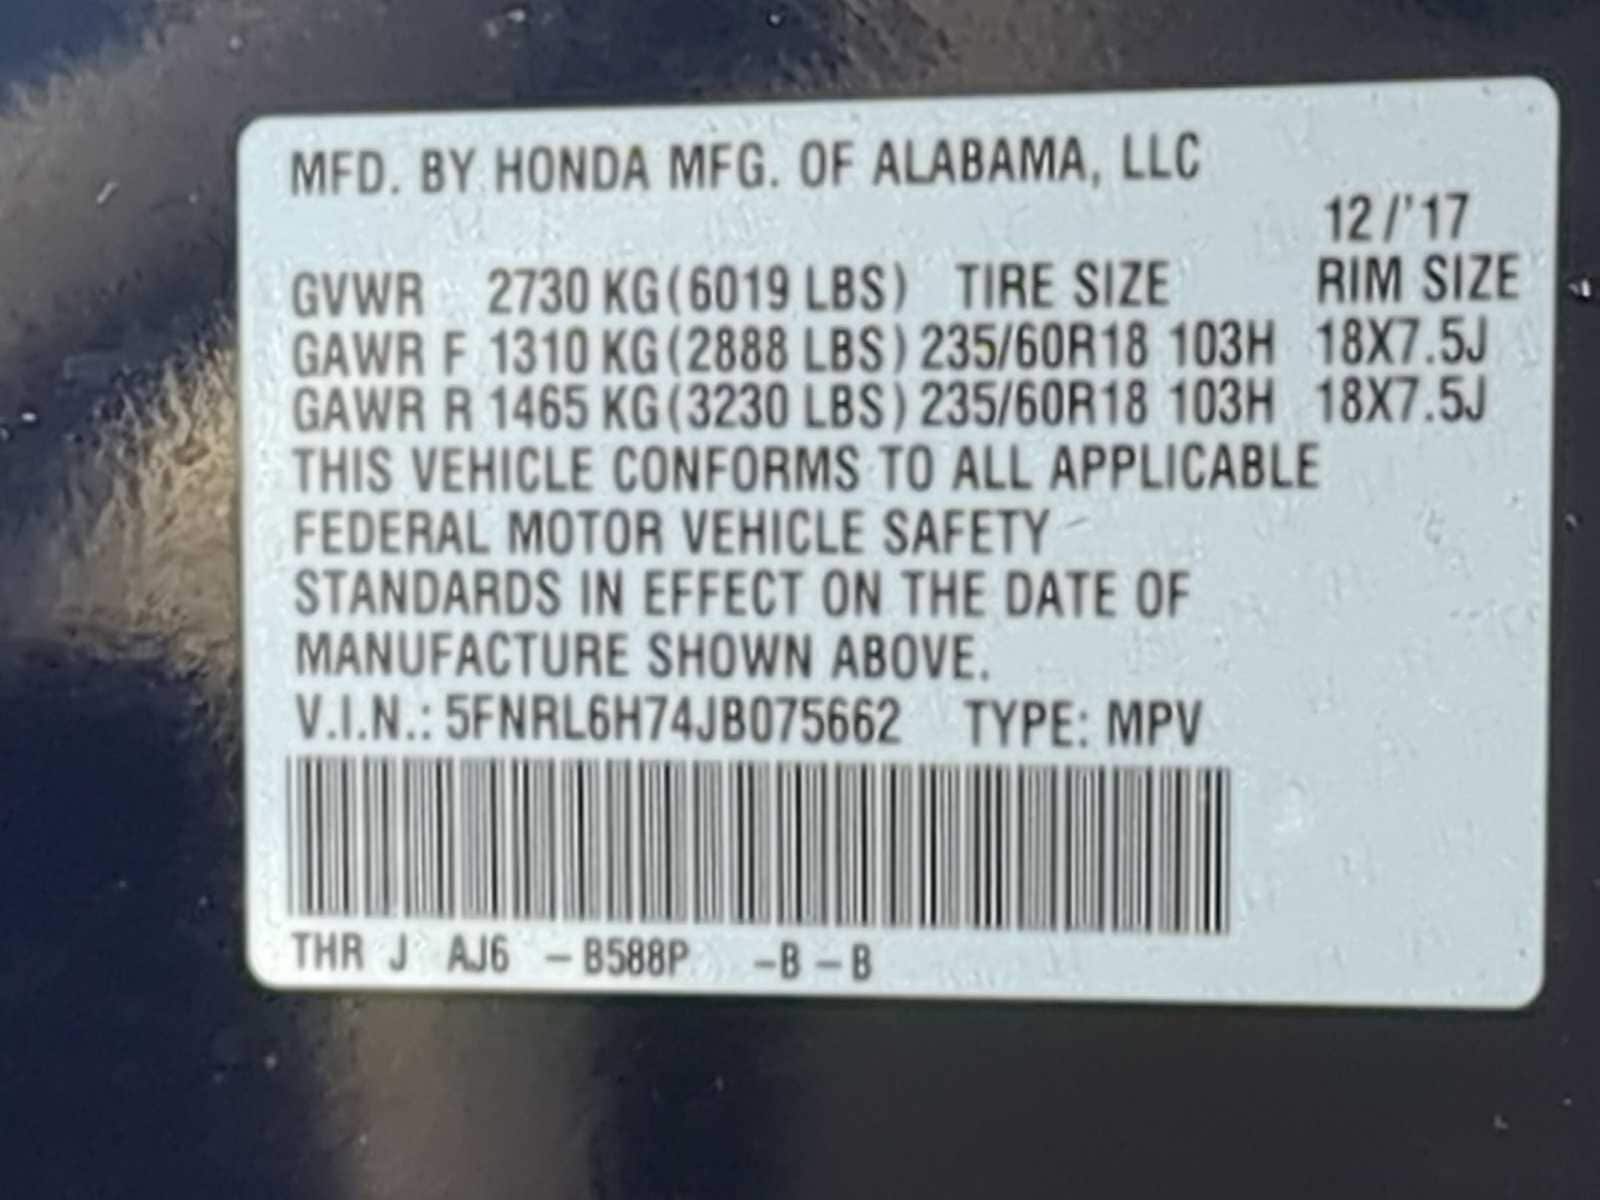 MFD. BY HONDA MFG. OF ALABAMA, LLC
12/'17
GVWR 2730 KG(6019 LBS) TIRE SIZE RIM SIZE
GAWR F 1310 KG(2888 LBS) 235/60R18 103H 18X7.5J
GAWR R 1465 KG(3230 LBS) 235/60R18 103H 18X7.5J
THIS VEHICLE CONFORMS TO ALL APPLICABLE
FEDERAL MOTOR VEHICLE SAFETY
STANDARDS IN EFFECT ON THE DATE OF
MANUFACTURE SHOWN ABOVE.
V.I.N.: 5FNRL6H74JB075662 TYPE: MPV
THR J AJ6 -B588P -B-B